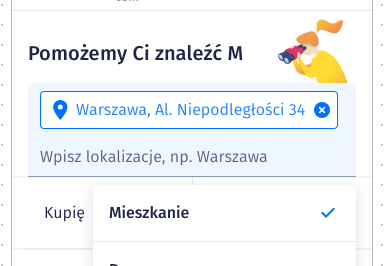 Pomożemy Ci znaleźć M
Warszawa, Al. Niepodległości 34
Wpisz lokalizacje, np. Warszawa
Kupię
Mieszkanie